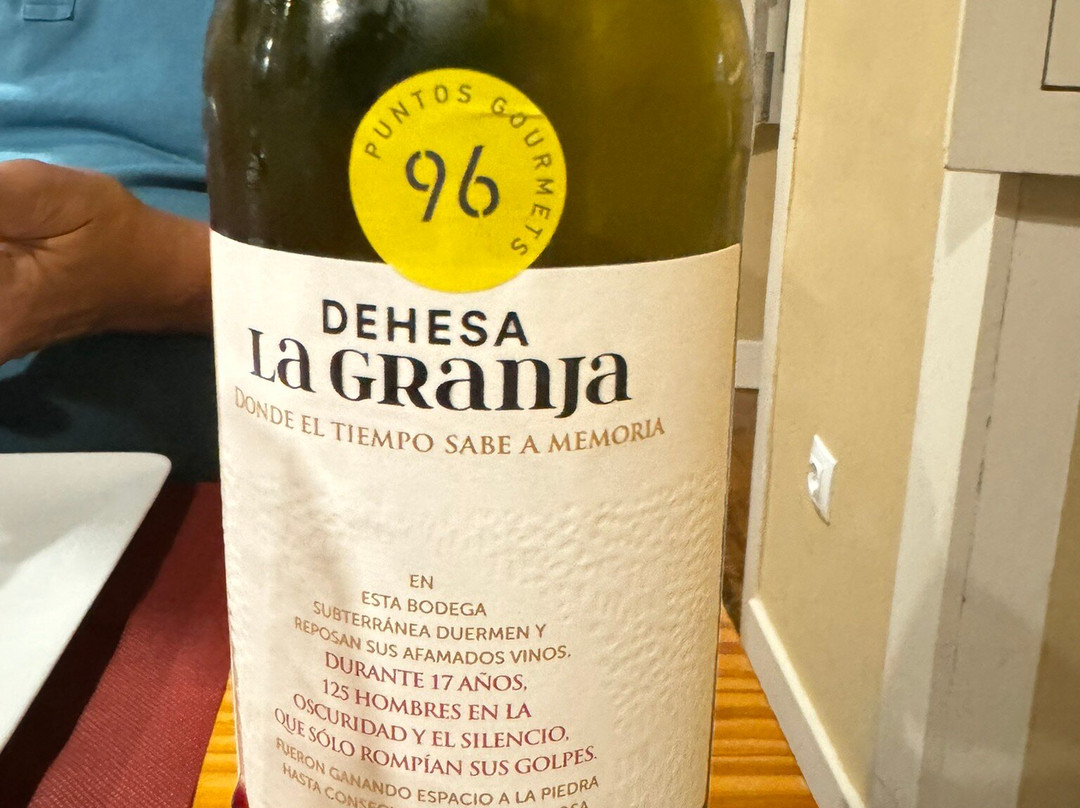 PUNTOS GOURMETS
96
DEHESA
La GRanJa
DONDE EL TIEMPO SABE A MEMORIA
EN
ESTA BODEGA
SUBTERRÁNEA DUERMEN Y
REPOSAN SUS AFAMADOS VINOS.
DURANTE 17 AÑOS,
125 HOMBRES EN LA
OSCURIDAD Y EL SILENCIO,
QUE SÓLO ROMPÍAN SUS GOLPES.
FUERON GANANDO ESPACIO A LA PIEDRA
HASTA